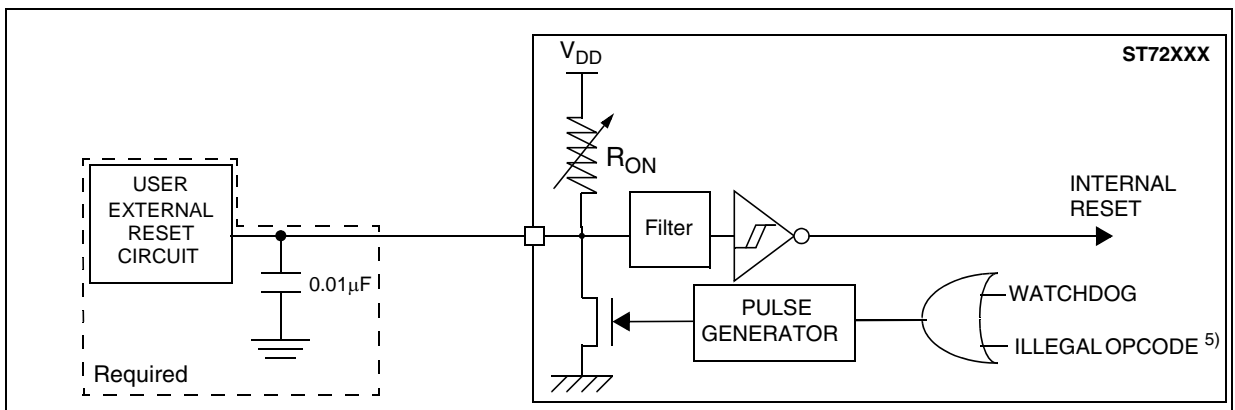 V_DD
ST72XXX
R_ON
USER
EXTERNAL
RESET
CIRCUIT
Filter
INTERNAL
RESET
0.01μF
WATCHDOG
PULSE
GENERATOR
ILLEGAL OPCODE 5)
Required